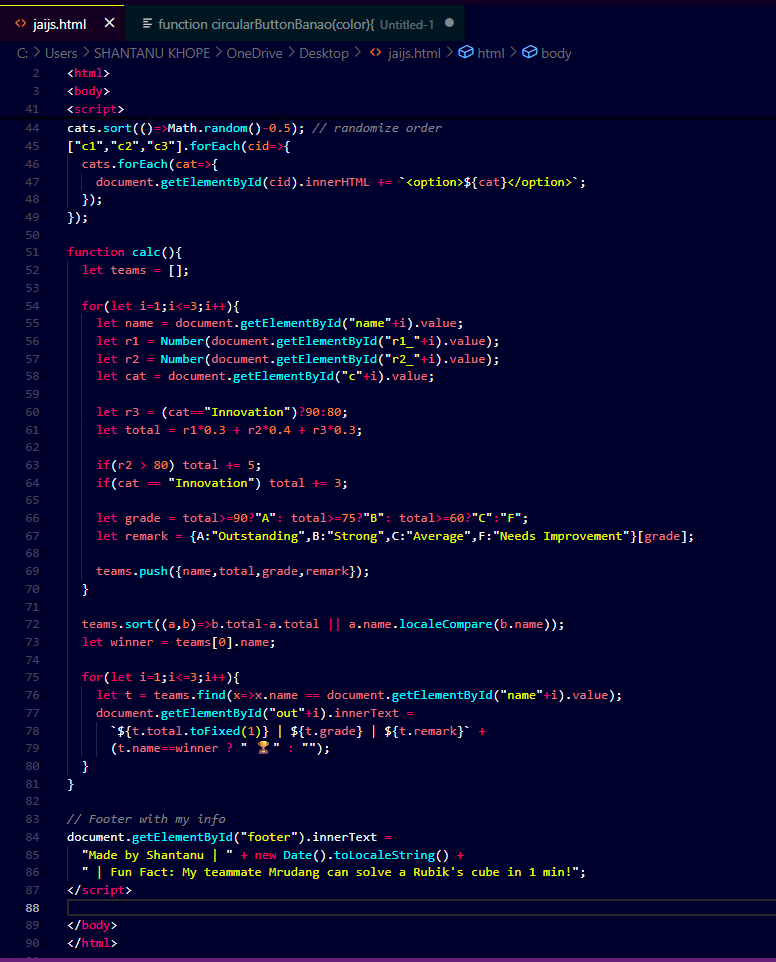 jaijs.html ×
function circularButtonBanao(color){ Untitled-1 ●
C: > Users > SHANTANU KHOPE > OneDrive > Desktop > jaijs.html > html > body
2 <html>
3 <body>
41 <script>
44 cats.sort(()=>Math.random()-0.5); // randomize order
45 ["c1","c2","c3"].forEach(cid=>{
46 cats.forEach(cat=>{
47 document.getElementById(cid).innerHTML += `<option>${cat}</option>`;
48 });
49 });
50
51 function calc(){
52 let teams = [];
53
54 for(let i=1;i<=3;i++){
55 let name = document.getElementById("name"+i).value;
56 let r1 = Number(document.getElementById("r1_"+i).value);
57 let r2 = Number(document.getElementById("r2_"+i).value);
58 let cat = document.getElementById("c"+i).value;
59
60 let r3 = (cat=="Innovation")?90:80;
61 let total = r1*0.3 + r2*0.4 + r3*0.3;
62
63 if(r2 > 80) total += 5;
64 if(cat == "Innovation") total += 3;
65
66 let grade = total>=90?"A": total>=75?"B": total>=60?"C":"F";
67 let remark = {A:"Outstanding",B:"Strong",C:"Average",F:"Needs Improvement"}[grade];
68
69 teams.push({name,total,grade,remark});
70 }
71
72 teams.sort((a,b)=>b.total-a.total || a.name.localeCompare(b.name));
73 let winner = teams[0].name;
74
75 for(let i=1;i<=3;i++){
76 let t = teams.find(x=>x.name == document.getElementById("name"+i).value);
77 document.getElementById("out"+i).innerText =
78 `${t.total.toFixed(1)} | ${t.grade} | ${t.remark}` +
79 (t.name==winner ? " 🏆" : "");
80 }
81 }
82
83 // Footer with my info
84 document.getElementById("footer").innerText =
85 "Made by Shantanu | " + new Date().toLocaleString() +
86 " | Fun Fact: My teammate Mrudang can solve a Rubik's cube in 1 min!";
87 </script>
88
89 </body>
90 </html>